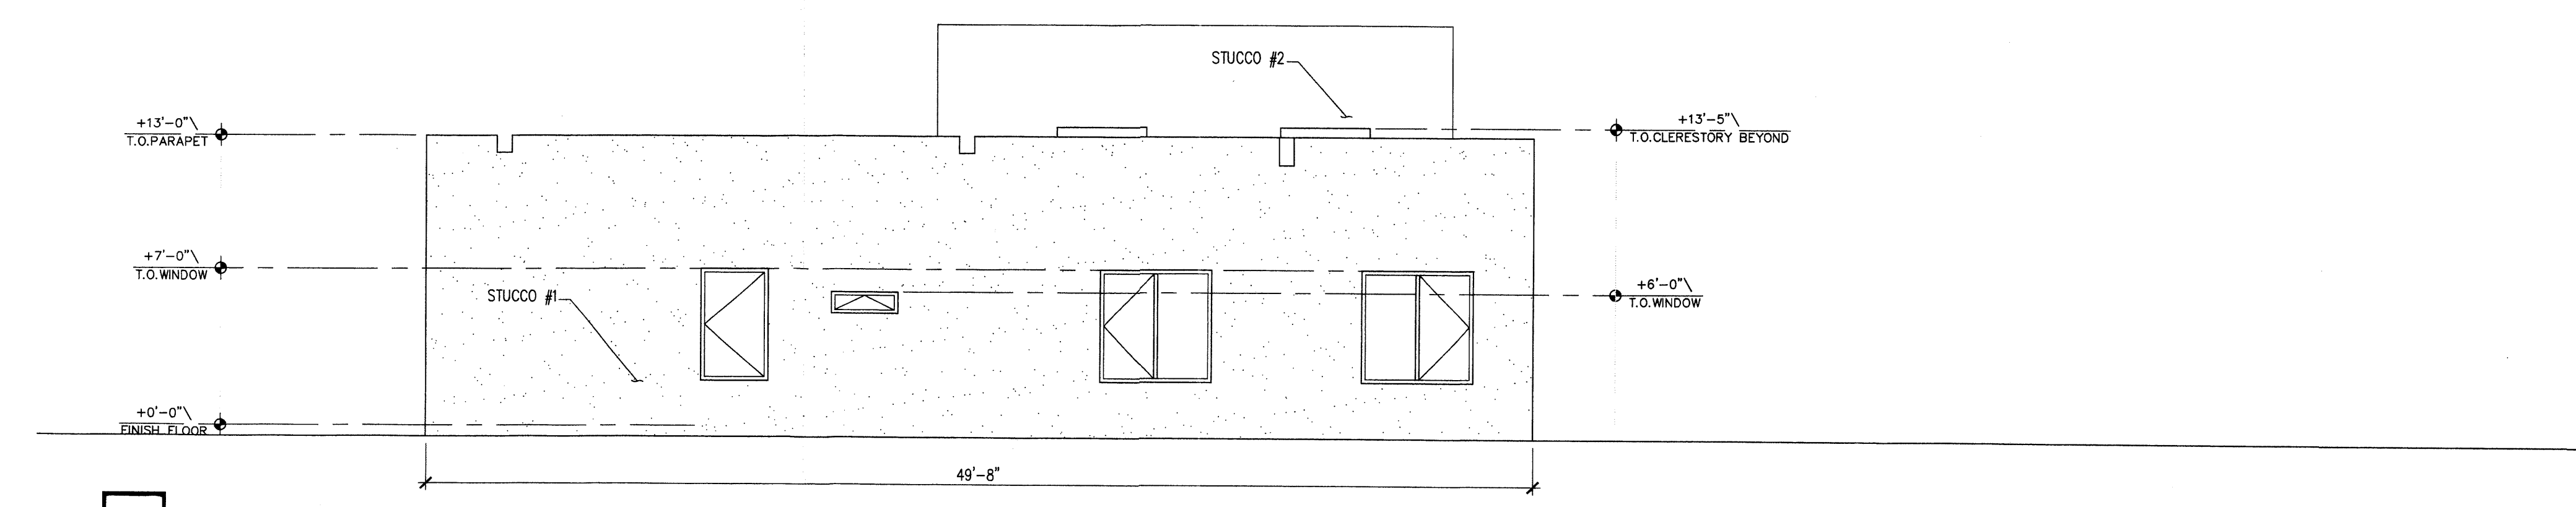 STUCCO #2
+13'-0"\
T.O.PARAPET
+13'-5"\
T.O.CLERESTORY BEYOND
+7'-0"\
T.O.WINDOW
STUCCO #1
+6'-0"\
T.O.WINDOW
+0'-0"\
FINISH FLOOR
49'-8"